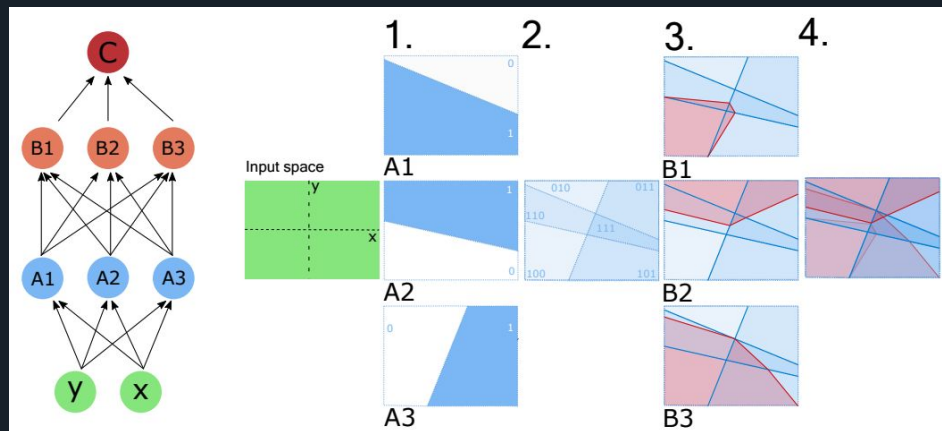 C
B1 B2 B3
A1 A2 A3
y x
Input space
y
x
1. 2. 3. 4.
0
1
A1
1
0
A2
0
1
A3
010 011
110
111
100 101
B1
B2
B3